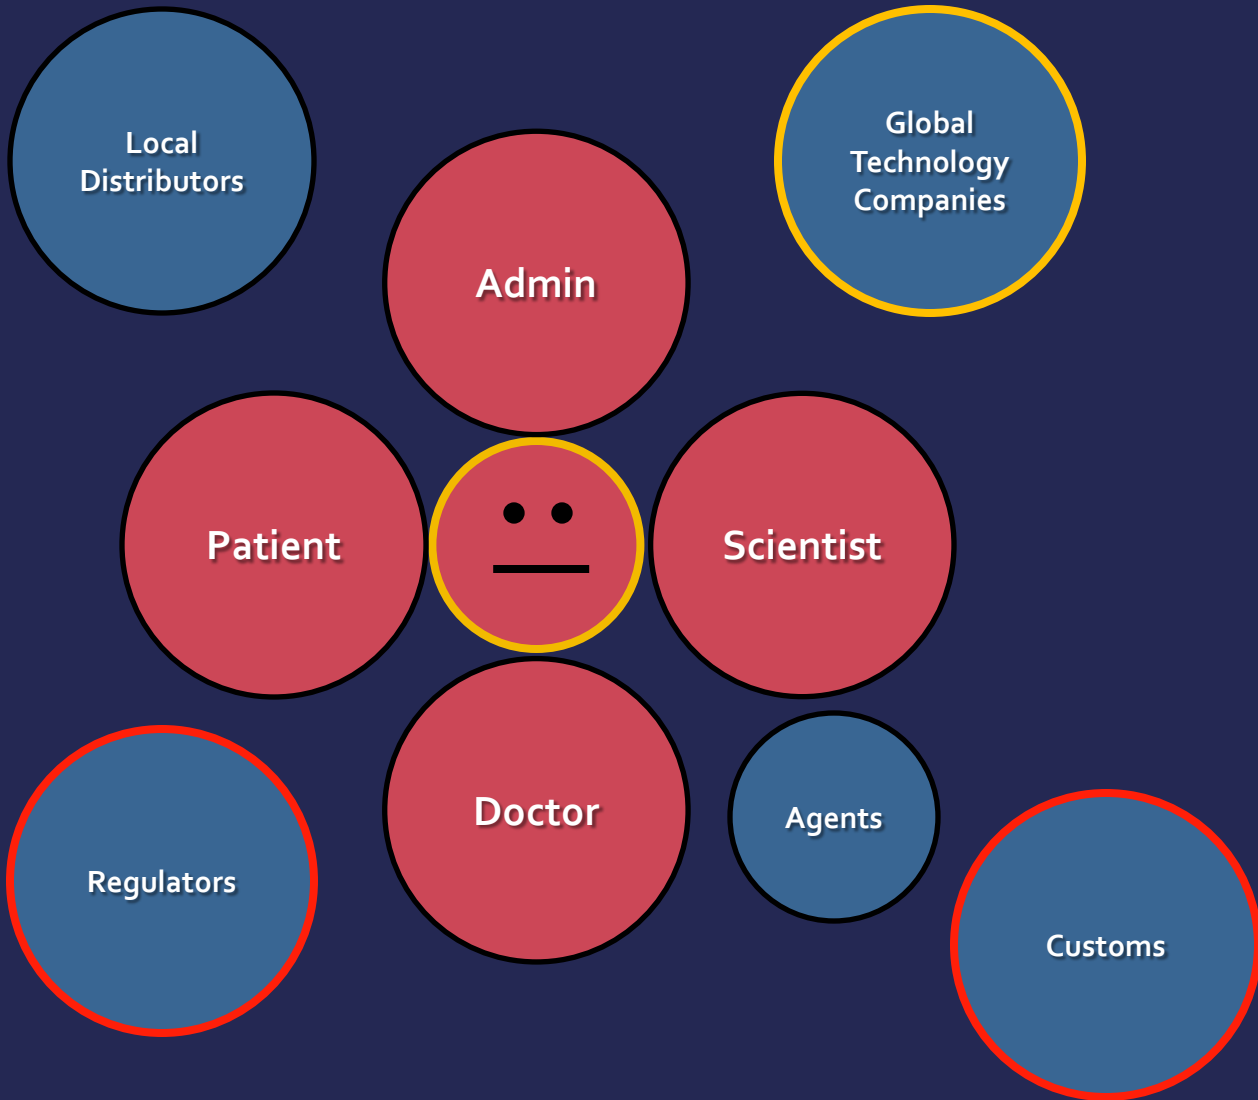 Local
Distributors
Global
Technology
Companies
Admin
Patient
Scientist
Doctor
Agents
Regulators
Customs